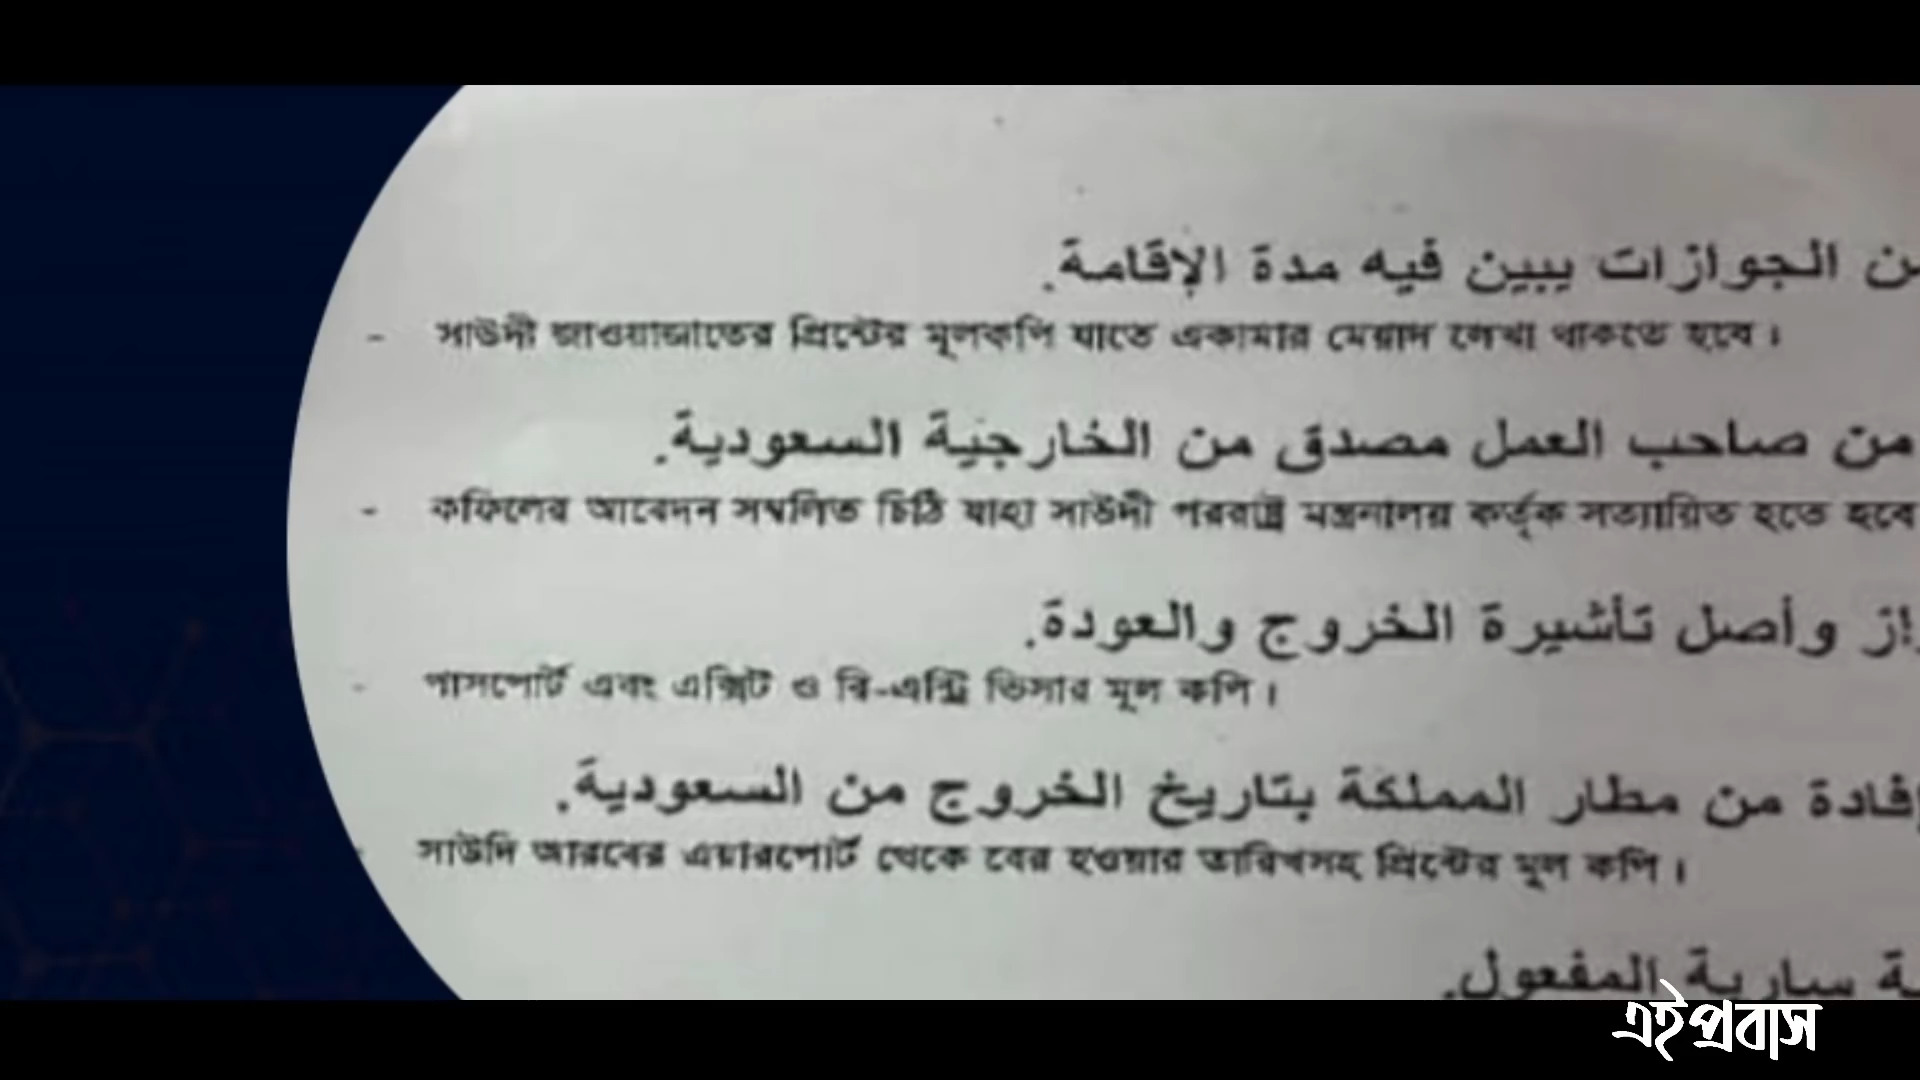 من الجوازات يبين فيه مدة الإقامة.
- সাউদী জাওয়াজাতের প্রিন্টের মূলকপি যাতে একামার মেয়াদ লেখা থাকতে হবে।
من صاحب العمل مصدق من الخارجية السعودية.
- কফিলের আবেদন সম্বলিত চিঠি যাহা সাউদী পররাষ্ট্র মন্ত্রনালয় কর্তৃক সত্যায়িত হতে হবে
وأصل تأشيرة الخروج والعودة.
- পাসপোর্ট এবং এক্সিট ও রি-এন্ট্রি ভিসার মূল কপি।
إفادة من مطار المملكة بتاريخ الخروج من السعودية.
সাউদি আরবের এয়ারপোর্ট থেকে বের হওয়ার তারিখসহ প্রিন্টের মূল কপি।
سارية المفعول.
এইপ্রবাস